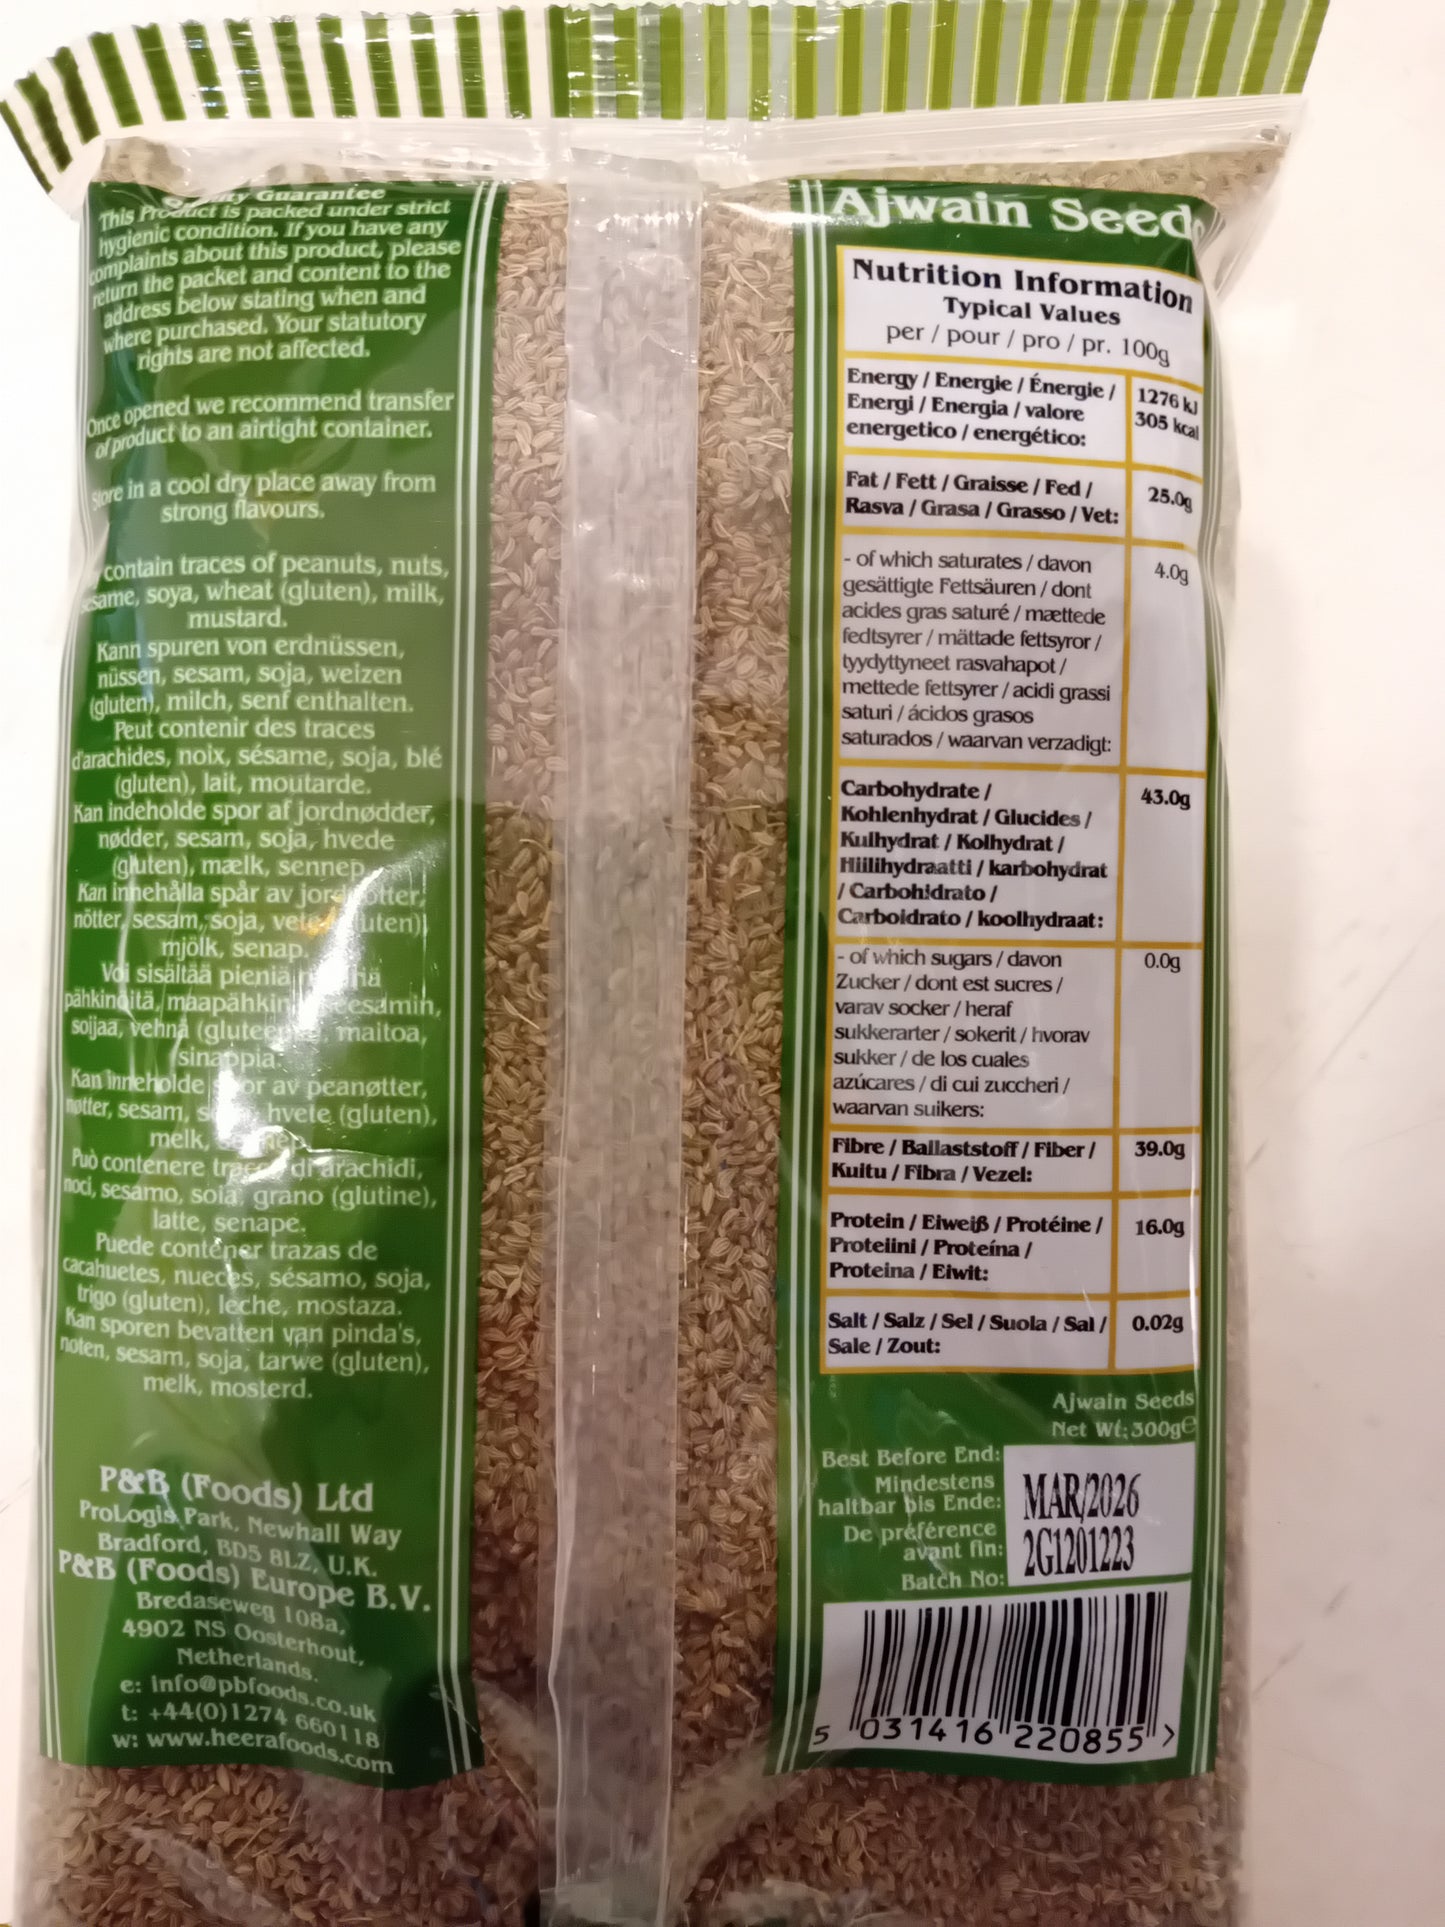 Guarantee
This Product is packed under strict
hygienic condition. If you have any
complaints about this product, please
return the packet and content to the
address below stating when and
where purchased. Your statutory
rights are not affected.
Once opened we recommend transfer
of product to an airtight container.
Store in a cool dry place away from
strong flavours.
contain traces of peanuts, nuts,
sesame, soya, wheat (gluten), milk,
mustard.
Kann spuren von erdnüssen,
nüssen, sesam, soja, weizen
(gluten), milch, senf enthalten.
Peut contenir des traces
d'arachides, noix, sésame, soja, blé
(gluten), lait, moutarde.
Kan indeholde spor af jordnødder,
nødder, sesam, soja, hvede
(gluten), mælk, sennep
Kan innehålla spår av
nötter, sesam, soja,
mjölk, senap.
Voi sisältää pieniä
pähkinöitä,
soijaa, vehnä maitoa,
sinappia.
Kan inneholde av peanøtter,
nøtter, sesam, hvete (gluten),
melk,
Può contenere di arachidi,
noci, sesamo, soia, grano (glutine),
latte, senape.
Puede contener trazas de
cacahuetes, nueces, sésamo, soja,
trigo (gluten), leche, mostaza.
Kan sporen bevatten van pinda's,
noten, sesam, soja, tarwe (gluten),
melk, mosterd.
P&B (Foods) Ltd
ProLogis Park, Newhall Way
Bradford, BD5 8LZ, U.K.
P&B (Foods) Europe B.V.
Bredaseweg 108a,
4902 NS Oosterhout,
Netherlands.
e: info@pbfoods.co.uk
t: +44(0)1274 660118
w: www.heerafoods.com
Ajwain Seeds
Nutrition Information
Typical Values
per / pour / pro / pr. 100g
Energy / Energie / Énergie / 1276 kJ
Energi / Energia / valore 305 kcal
energetico / energético:
Fat / Fett / Graisse / Fed / 25.0g
Rasva / Grasa / Grasso / Vet:
- of which saturates / davon 4.0g
gesättigte Fettsäuren / dont
acides gras saturé / mættede
fedtsyrer / mättade fettsyror /
tyydyttyneet rasvahapot /
mettede fettsyrer / acidi grassi
saturi / ácidos grasos
saturados / waarvan verzadigt:
Carbohydrate / 43.0g
Kohlenhydrat / Glucides /
Kulhydrat / Kolhydrat /
Hiilihydraatti / karbohydrat
/ Carbohidrato /
Carboidrato / koolhydraat:
- of which sugars / davon 0.0g
Zucker / dont est sucres /
varav socker / heraf
sukkerarter / sokerit / hvorav
sukker / de los cuales
azúcares / di cui zuccheri /
waarvan suikers:
Fibre / Ballaststoff / Fiber / 39.0g
Kuitu / Fibra / Vezel:
Protein / Eiweiß / Protéine / 16.0g
Proteiini / Proteína /
Proteina / Eiwit:
Salt / Salz / Sel / Suola / Sal / 0.02g
Sale / Zout:
Ajwain Seeds
Net Wt: 300g℮
Best Before End:
Mindestens
haltbar bis Ende: MAR/2026
De préférence
avant fin: 2G1201223
Batch No:
5 031416 220855 >